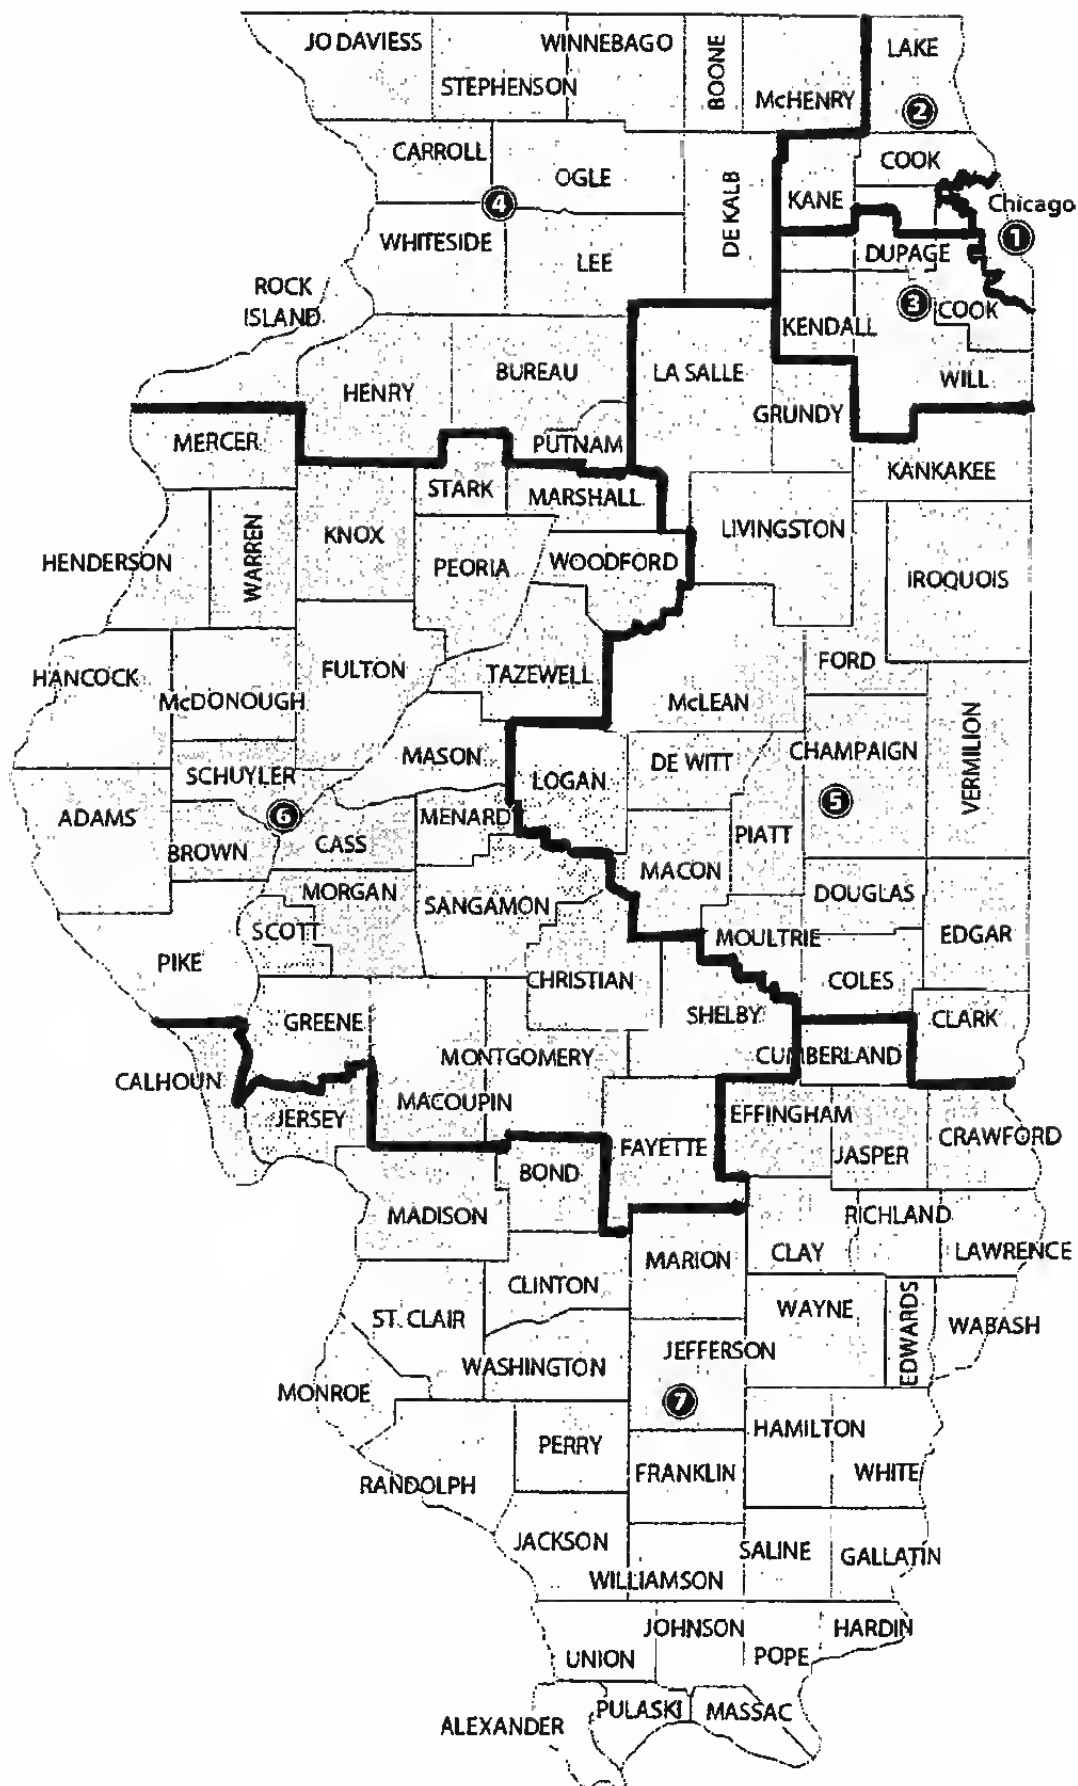 JO DAVIESS
STEPHENSON
WINNEBAGO
BOONE
McHENRY
LAKE
2
CARROLL
OGLE
DE KALB
KANE
COOK
Chicago
1
4
WHITESIDE
LEE
DUPAGE
3
COOK
KENDALL
ROCK
ISLAND
HENRY
BUREAU
LA SALLE
GRUNDY
WILL
MERCER
PUTNAM
KANKAKEE
STARK
MARSHALL
HENDERSON
WARREN
KNOX
PEORIA
WOODFORD
LIVINGSTON
IROQUOIS
HANCOCK
McDONOUGH
FULTON
TAZEWELL
McLEAN
FORD
SCHUYLER
MASON
LOGAN
DE WITT
CHAMPAIGN
VERMILION
ADAMS
6
BROWN
CASS
MENARD
PIATT
5
MORGAN
SCOTT
SANGAMON
MACON
DOUGLAS
PIKE
CHRISTIAN
MOULTRIE
COLES
EDGAR
GREENE
SHELBY
CLARK
CALHOUN
MONTGOMERY
CUMBERLAND
JERSEY
MACOUPIN
FAYETTE
EFFINGHAM
JASPER
CRAWFORD
MADISON
BOND
MARION
CLAY
RICHLAND
LAWRENCE
CLINTON
ST. CLAIR
WASHINGTON
JEFFERSON
WAYNE
EDWARDS
WABASH
MONROE
7
RANDOLPH
PERRY
FRANKLIN
HAMILTON
WHITE
JACKSON
WILLIAMSON
SALINE
GALLATIN
UNION
JOHNSON
POPE
HARDIN
ALEXANDER
PULASKI
MASSAC